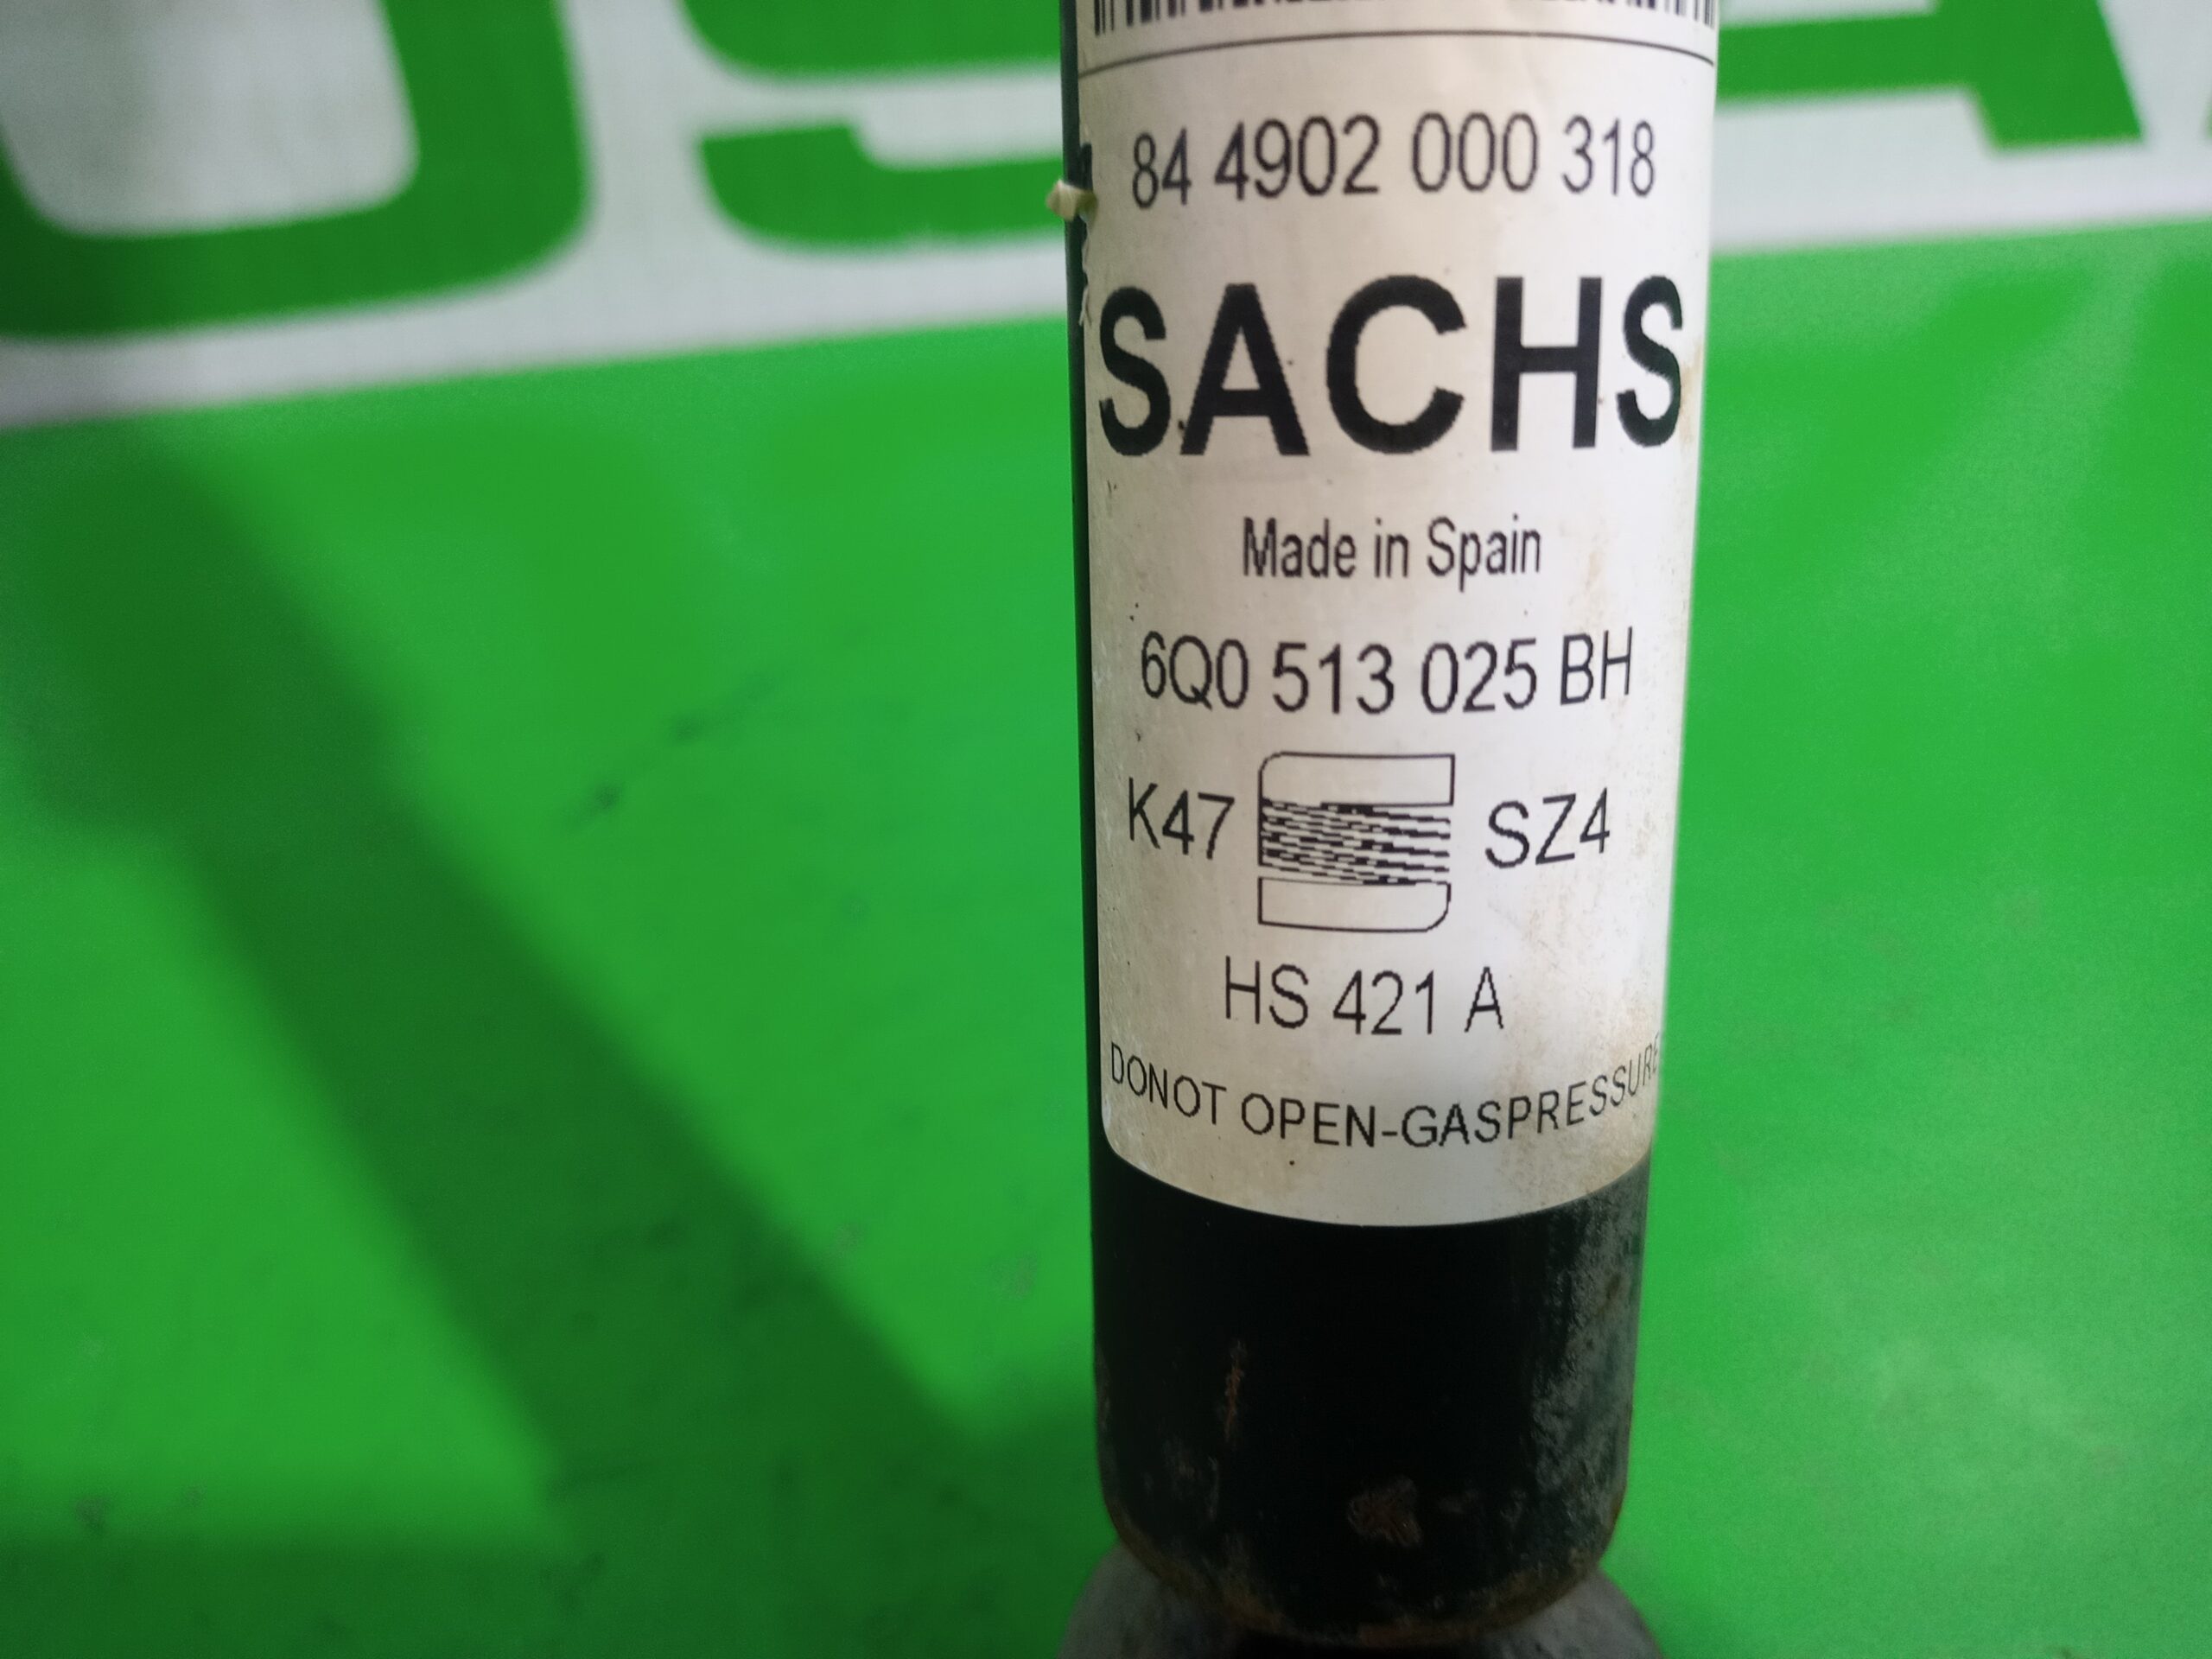 84 4902 000 318
SACHS
Made in Spain
6Q0 513 025 BH
K47 SZ4
HS 421 A
DONOT OPEN-GASPRESSURE